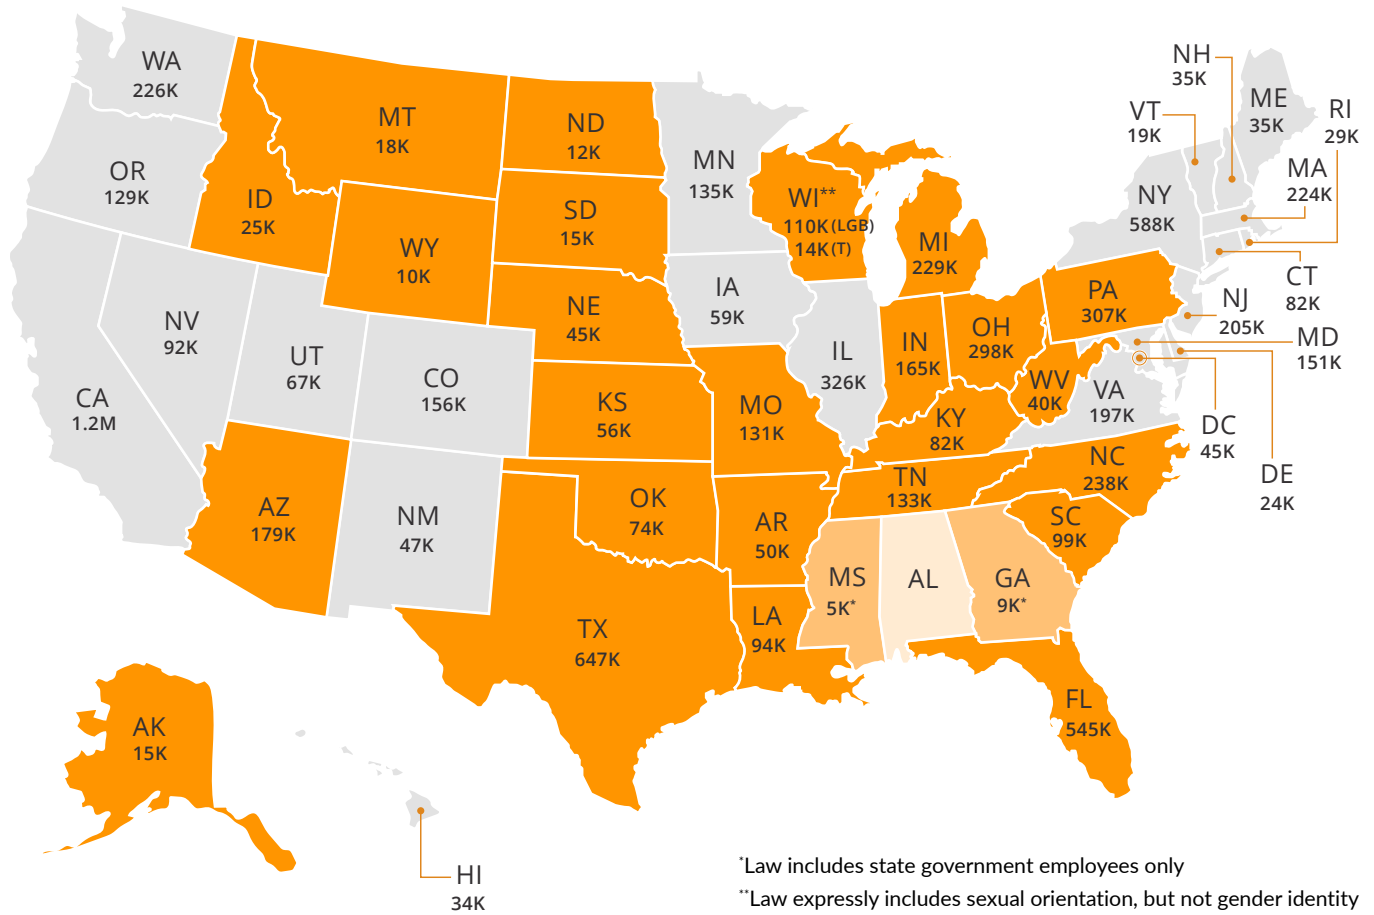 WA
226K
OR
129K
CA
1.2M
NV
92K
ID
25K
MT
18K
WY
10K
UT
67K
CO
156K
AZ
179K
NM
47K
ND
12K
SD
15K
NE
45K
KS
56K
OK
74K
TX
647K
MN
135K
IA
59K
MO
131K
AR
50K
LA
94K
WI**
110K (LGB)
14K (T)
IL
326K
MI
229K
IN
165K
OH
298K
KY
82K
TN
133K
MS
5K*
AL
GA
9K*
FL
545K
SC
99K
NC
238K
WV
40K
VA
197K
PA
307K
NY
588K
VT
19K
NH
35K
ME
35K
RI
29K
MA
224K
CT
82K
NJ
205K
MD
151K
DC
45K
DE
24K
AK
15K
HI
34K
*Law includes state government employees only
**Law expressly includes sexual orientation, but not gender identity